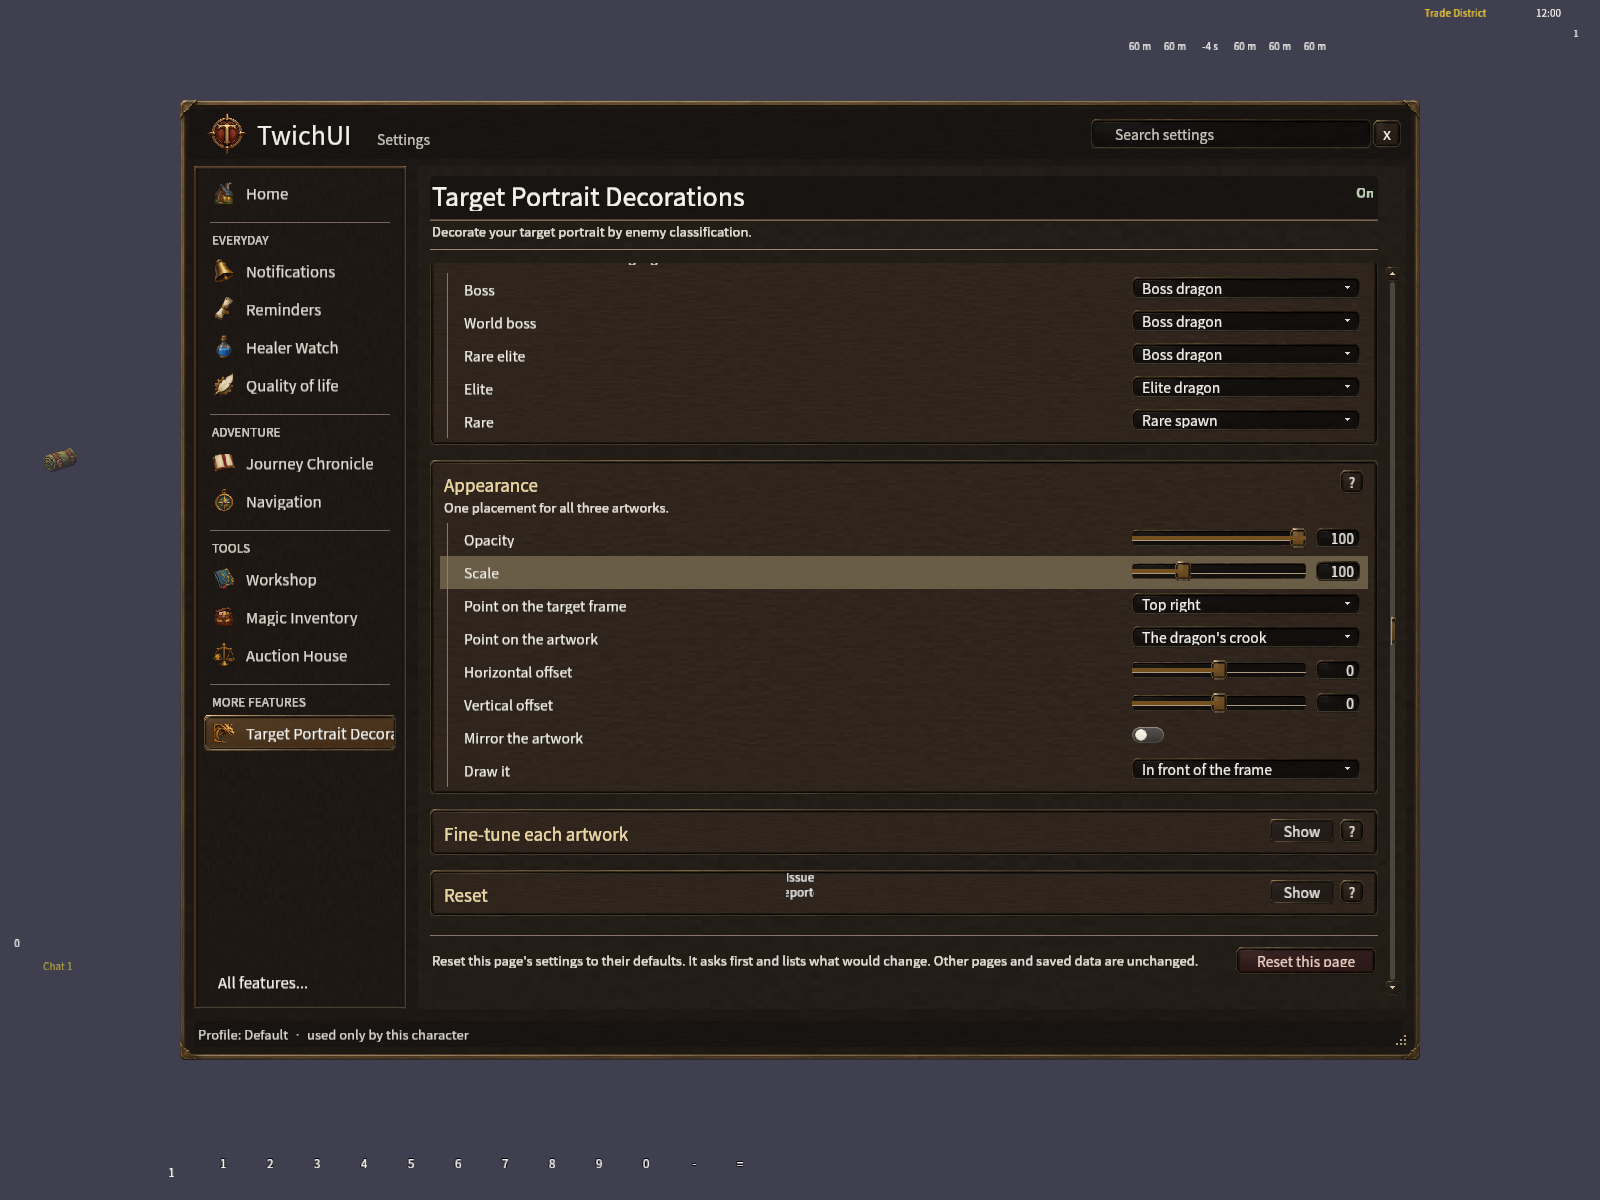 Trade District
12:00
1
60 m 60 m -4 s 60 m 60 m 60 m
TwichUI Settings
Search settings
X
Home
EVERYDAY
Notifications
Reminders
Healer Watch
Quality of life
ADVENTURE
Journey Chronicle
Navigation
TOOLS
Workshop
Magic Inventory
Auction House
MORE FEATURES
Target Portrait Decora
All features...
Target Portrait Decorations
On
Decorate your target portrait by enemy classification.
Boss Boss dragon
World boss Boss dragon
Rare elite Boss dragon
Elite Elite dragon
Rare Rare spawn
Appearance ?
One placement for all three artworks.
Opacity 100
Scale 100
Point on the target frame Top right
Point on the artwork The dragon's crook
Horizontal offset 0
Vertical offset 0
Mirror the artwork
Draw it In front of the frame
Fine-tune each artwork Show ?
Issue
eport
Reset Show ?
Reset this page's settings to their defaults. It asks first and lists what would change. Other pages and saved data are unchanged.
Reset this page
Profile: Default · used only by this character
0
Chat 1
1
1 2 3 4 5 6 7 8 9 0 - =